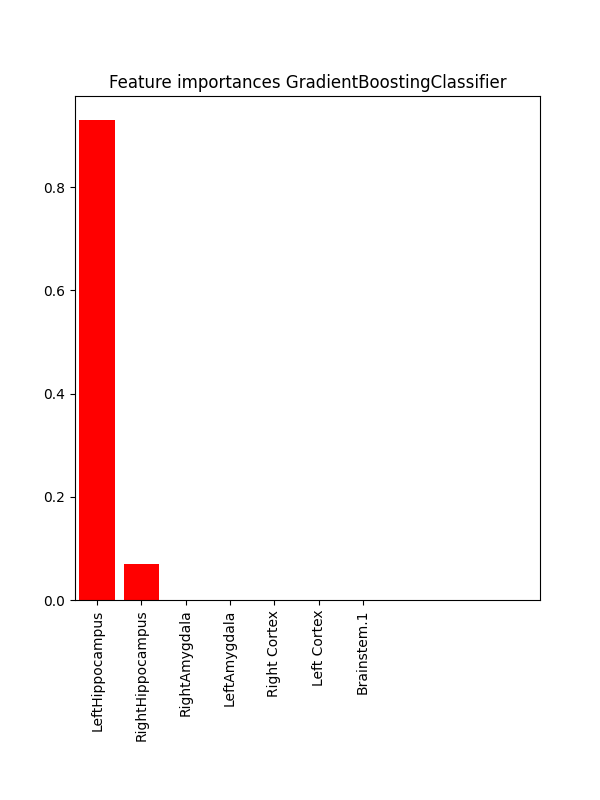 Feature importances GradientBoostingClassifier
0.8
0.6
0.4
0.2
0.0
LeftHippocampus
RightHippocampus
RightAmygdala
LeftAmygdala
Right Cortex
Left Cortex
Brainstem.1